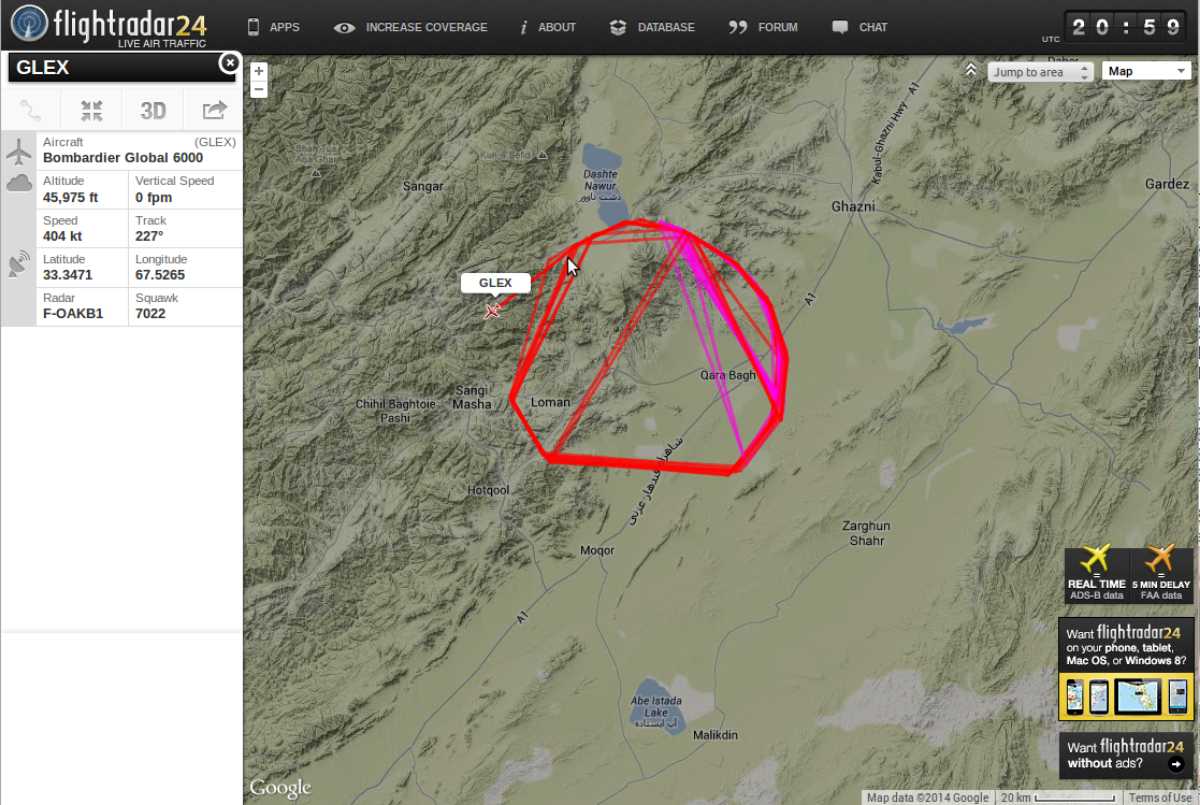 flightradar24
LIVE AIR TRAFFIC
APPS
INCREASE COVERAGE
i ABOUT
DATABASE
FORUM
CHAT
UTC
20:59
GLEX
3D
Aircraft
(GLEX)
Bombardier Global 6000
Altitude
Vertical Speed
45,975 ft
0 fpm
Speed
Track
404 kt
227°
Latitude
Longitude
33.3471
67.5265
Radar
Squawk
F-OAKB1
7022
+
−
Jump to area
Map
Kabul-Ghazni Hwy
A1
Dashte
Nawur
دشت ناوور
Sangar
Gardez
Ghazni
GLEX
A1
Qara Bagh
Sangi
Masha
Chihil Baghtoie
Pashi
Loman
Hotqool
Zarghun
Shahr
Moqor
A1
Abe Istada
Lake
آب ایستاده
Malikdin
REAL TIME
=
ADS-B data
5 MIN DELAY
=
FAA data
Want flightradar24
on your phone, tablet,
Mac OS, or Windows 8?
Want flightradar24
without ads?
Google
Map data ©2014 Google
20 km
Terms of Use